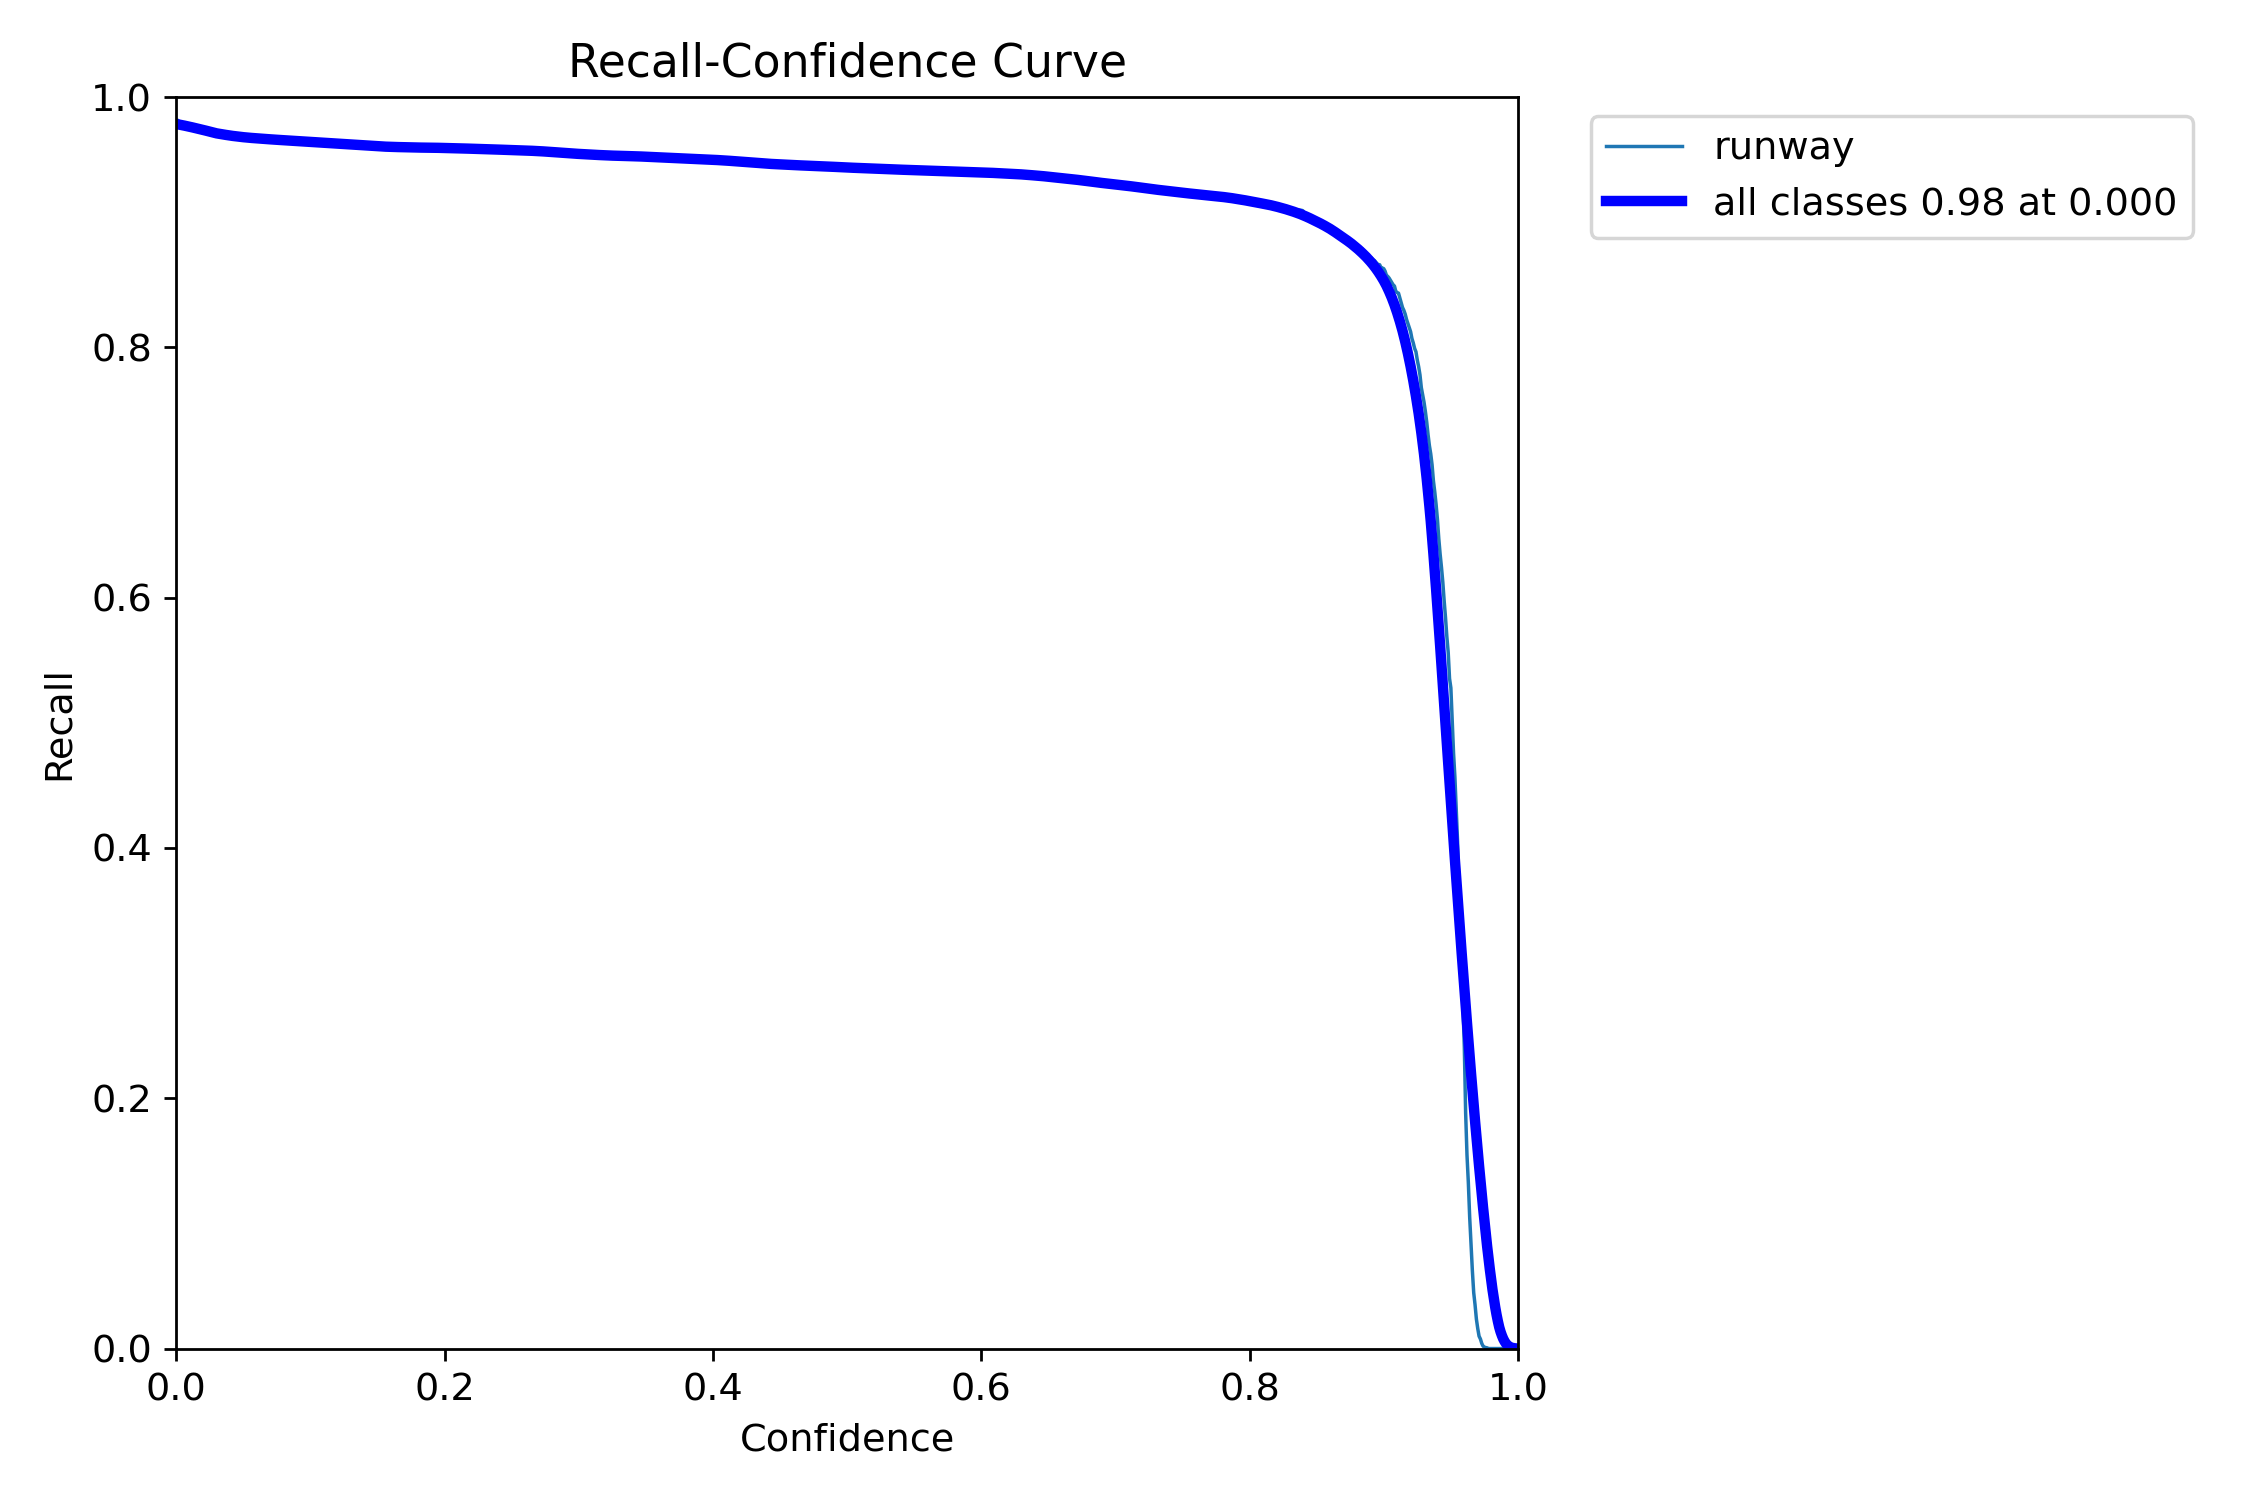 Recall-Confidence Curve
1.0
0.8
0.6
0.4
0.2
0.0
Recall
0.0 0.2 0.4 0.6 0.8 1.0
Confidence
runway
all classes 0.98 at 0.000